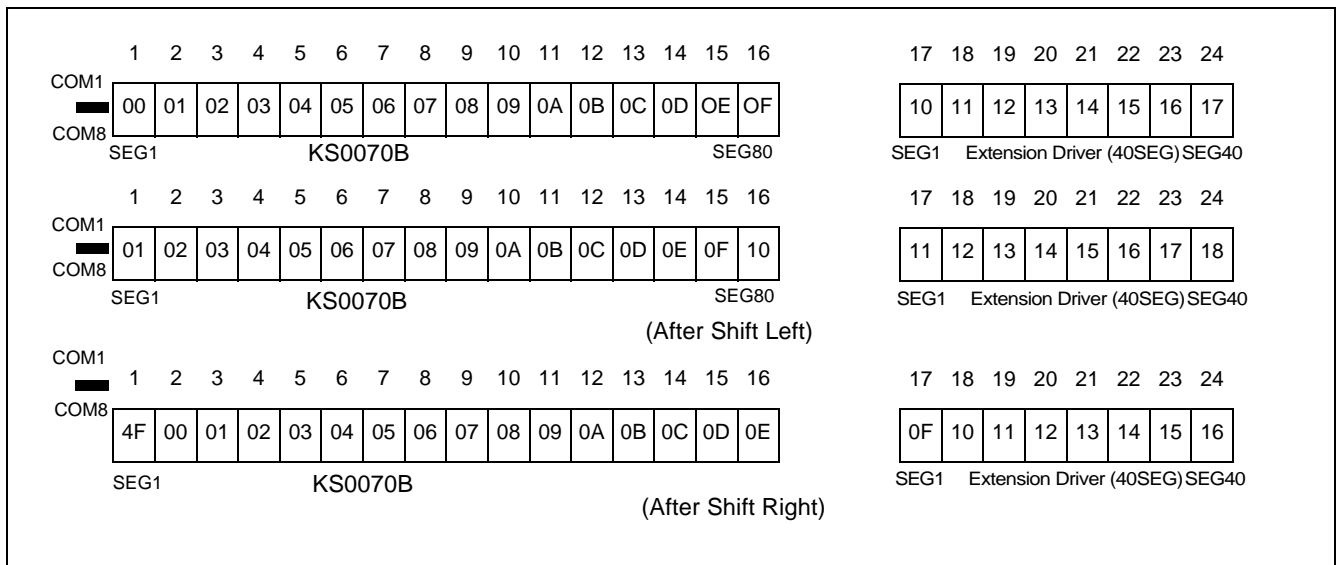 1 2 3 4 5 6 7 8 9 10 11 12 13 14 15 16 17 18 19 20 21 22 23 24
COM1
00 01 02 03 04 05 06 07 08 09 0A 0B 0C 0D OE OF 10 11 12 13 14 15 16 17
COM8
SEG1 KS0070B SEG80 SEG1 Extension Driver (40SEG) SEG40
1 2 3 4 5 6 7 8 9 10 11 12 13 14 15 16 17 18 19 20 21 22 23 24
COM1
01 02 03 04 05 06 07 08 09 0A 0B 0C 0D 0E 0F 10 11 12 13 14 15 16 17 18
COM8
SEG1 KS0070B SEG80 SEG1 Extension Driver (40SEG) SEG40
(After Shift Left)
COM1
1 2 3 4 5 6 7 8 9 10 11 12 13 14 15 16 17 18 19 20 21 22 23 24
COM8
4F 00 01 02 03 04 05 06 07 08 09 0A 0B 0C 0D 0E 0F 10 11 12 13 14 15 16
SEG1 KS0070B SEG1 Extension Driver (40SEG) SEG40
(After Shift Right)